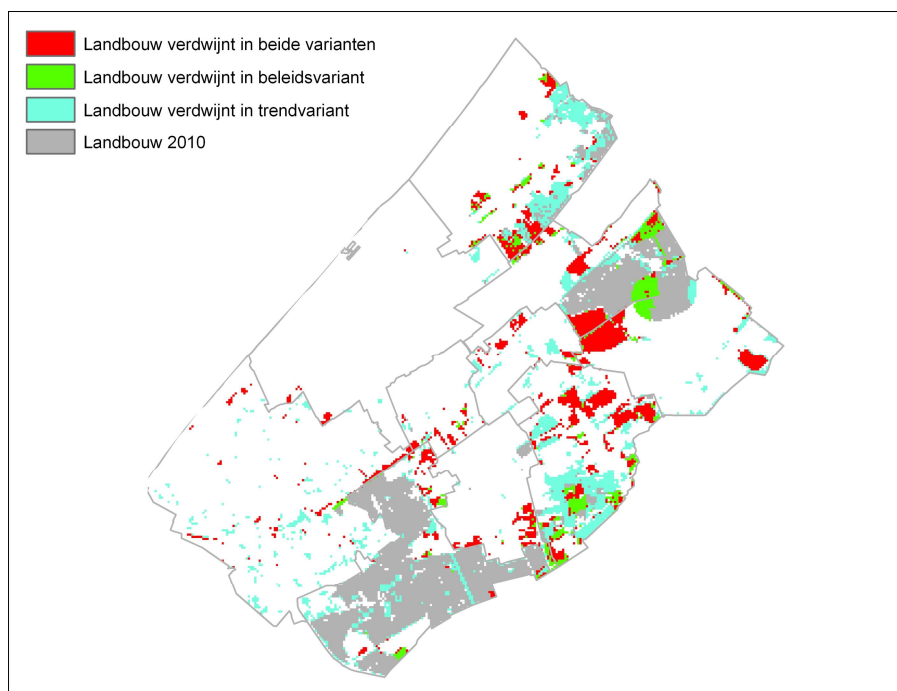 Landbouw verdwijnt in beide varianten
Landbouw verdwijnt in beleidsvariant
Landbouw verdwijnt in trendvariant
Landbouw 2010